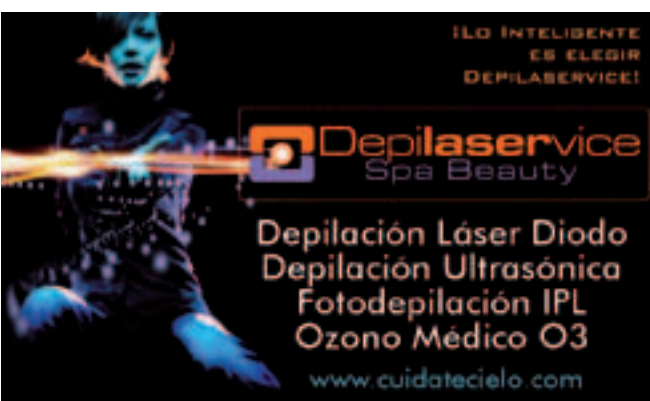 ¡Lo Inteligente
es elegir
Depilaservice!
Depilaservice
Spa Beauty
Depilación Láser Diodo
Depilación Ultrasónica
Fotodepilación IPL
Ozono Médico O3
www.cuidatecielo.com